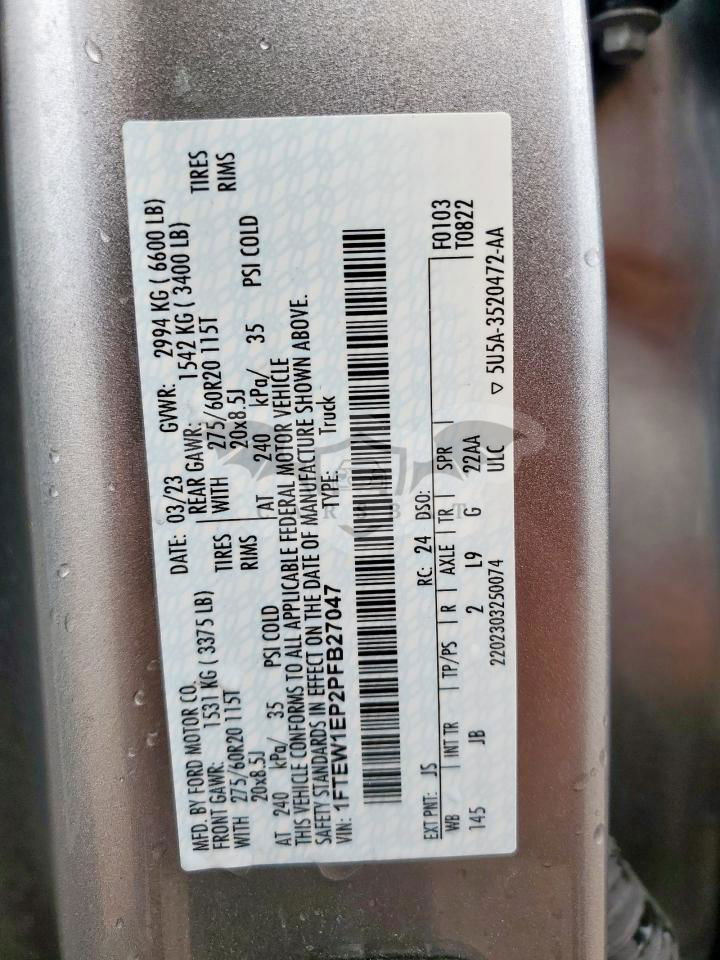 MFD. BY FORD MOTOR CO.
DATE: 03/23 GVWR: 2994 KG ( 6600 LB)
FRONT GAWR: 1531 KG ( 3375 LB) REAR GAWR: 1542 KG ( 3400 LB)
WITH 275/60R20 115T TIRES WITH 275/60R20 115T TIRES
20x8.5J RIMS 20x8.5J RIMS
AT 240 kPa/ 35 PSI COLD AT 240 kPa/ 35 PSI COLD
THIS VEHICLE CONFORMS TO ALL APPLICABLE FEDERAL MOTOR VEHICLE
SAFETY STANDARDS IN EFFECT ON THE DATE OF MANUFACTURE SHOWN ABOVE.
VIN: 1FTEW1EP2PFB27047 TYPE: Truck
EXT PNT: JS RC: 24 DSO: F0103
WB INT TR TP/PS R AXLE TR SPR T0822
145 JB 2 L9 G 22AA
2202303250074 ULC ▽ 5U5A-3520472-AA